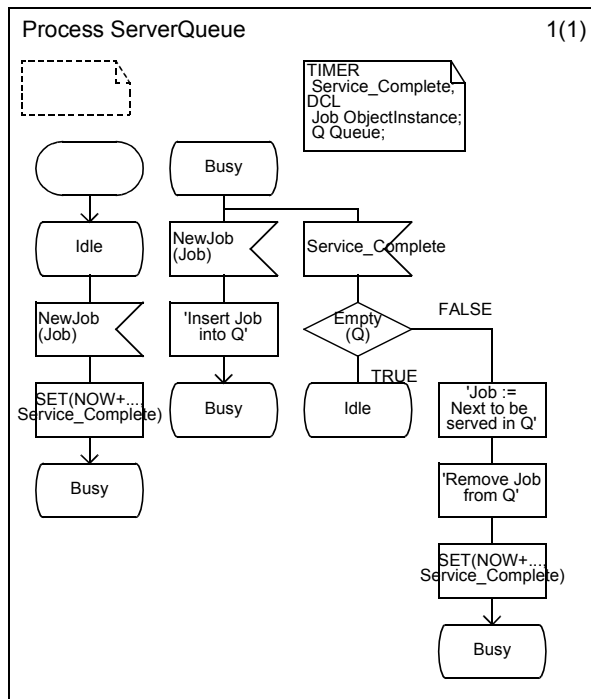 Process ServerQueue
1(1)
TIMER
Service_Complete;
DCL
Job ObjectInstance;
Q Queue;
Busy
Idle
NewJob
(Job)
Service_Complete
NewJob
(Job)
'Insert Job
into Q'
Empty
(Q)
FALSE
TRUE
SET(NOW+...,
Service_Complete)
Busy
Idle
'Job :=
Next to be
served in Q'
Busy
'Remove Job
from Q'
SET(NOW+...,
Service_Complete)
Busy